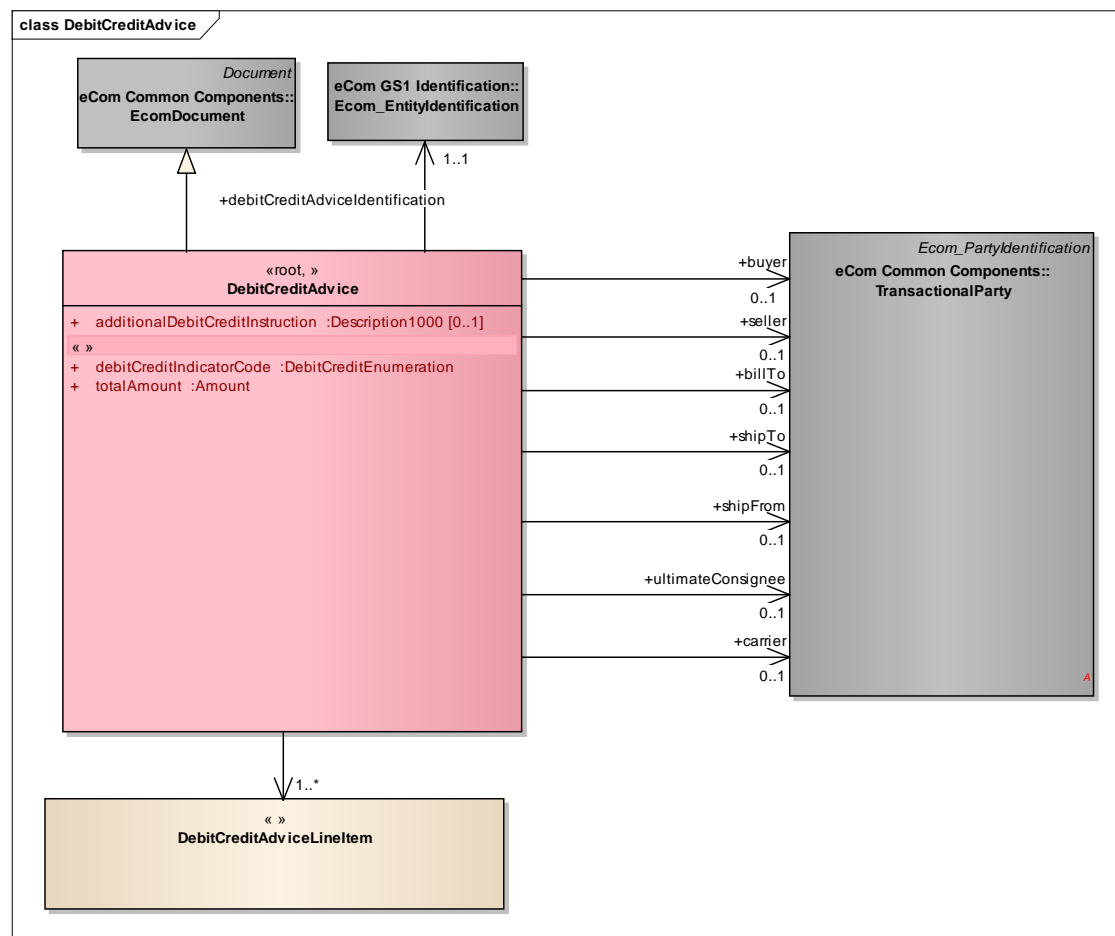 class DebitCreditAdvice
Document
eCom Common Components::
EcomDocument
eCom GS1 Identification::
Ecom_EntityIdentification
1..1
+debitCreditAdviceIdentification
«root, »
DebitCreditAdvice
+ additionalDebitCreditInstruction :Description1000 [0..1]
« »
+ debitCreditIndicatorCode :DebitCreditEnumeration
+ totalAmount :Amount
Ecom_PartyIdentification
eCom Common Components::
TransactionalParty
+buyer
0..1
+seller
0..1
+billTo
0..1
+shipTo
0..1
+shipFrom
0..1
+ultimateConsignee
0..1
+carrier
0..1
A
1..*
« »
DebitCreditAdviceLineItem